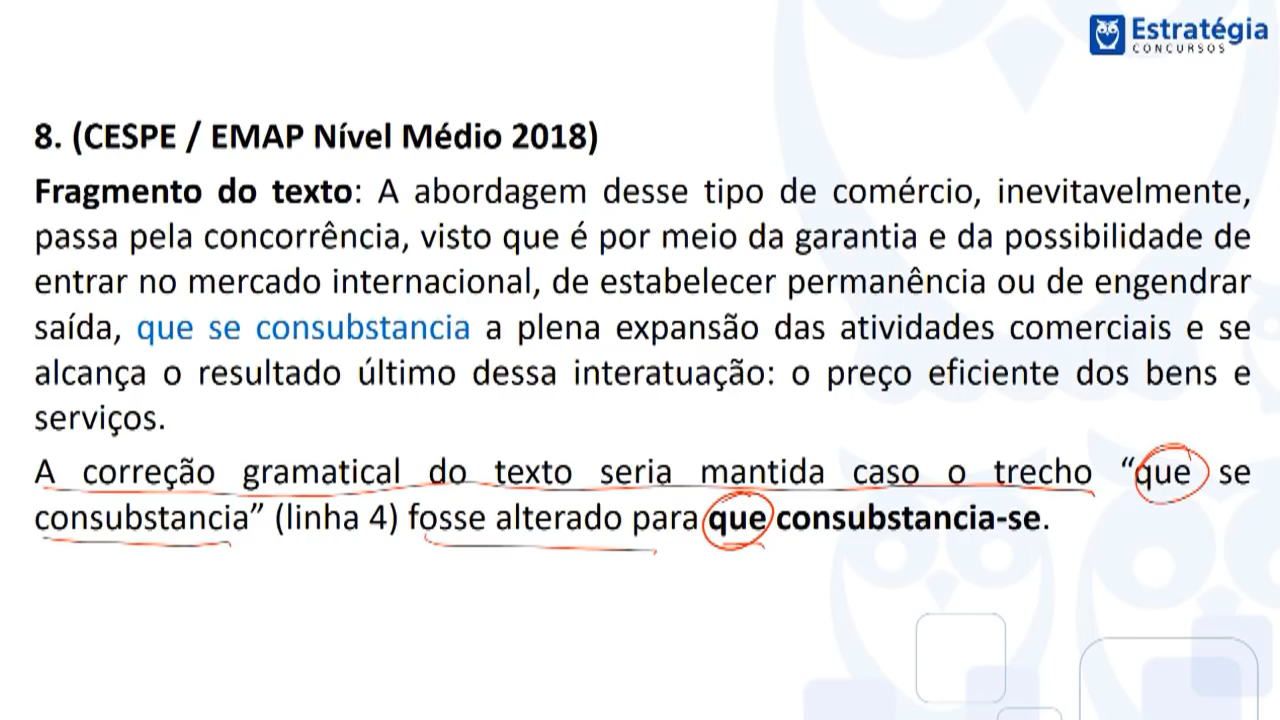 Estratégia
CONCURSOS
8. (CESPE / EMAP Nível Médio 2018)
Fragmento do texto: A abordagem desse tipo de comércio, inevitavelmente,
passa pela concorrência, visto que é por meio da garantia e da possibilidade de
entrar no mercado internacional, de estabelecer permanência ou de engendrar
saída, que se consubstancia a plena expansão das atividades comerciais e se
alcança o resultado último dessa interatuação: o preço eficiente dos bens e
serviços.
A correção gramatical do texto seria mantida caso o trecho “que se
consubstancia” (linha 4) fosse alterado para que consubstancia-se.